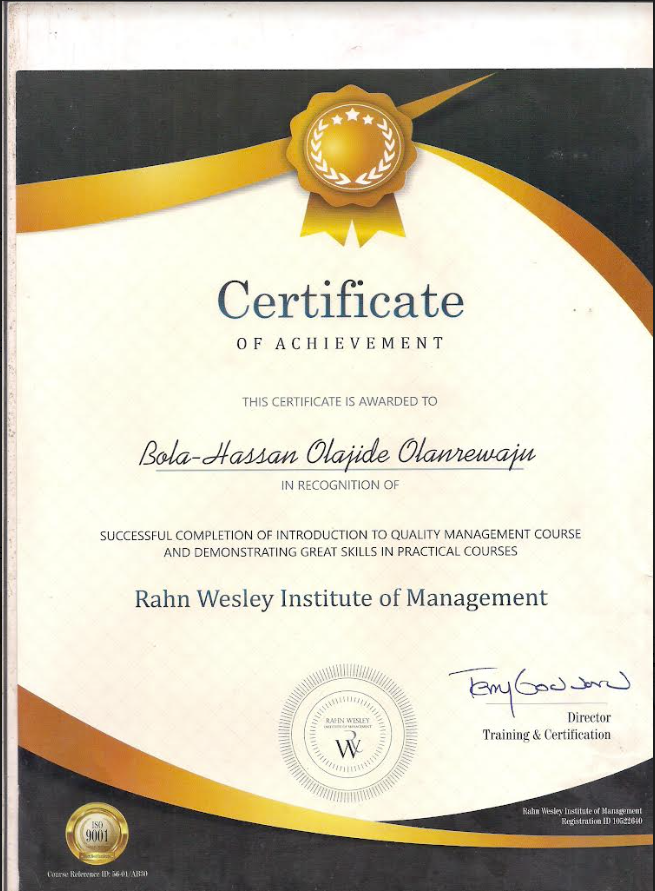 Certificate
OF ACHIEVEMENT
THIS CERTIFICATE IS AWARDED TO
Bola-Hassan Olajide Olanrewaju
IN RECOGNITION OF
SUCCESSFUL COMPLETION OF INTRODUCTION TO QUALITY MANAGEMENT COURSE
AND DEMONSTRATING GREAT SKILLS IN PRACTICAL COURSES
Rahn Wesley Institute of Management
RAHN WESLEY
INSTITUTE OF MANAGEMENT
RW
Director
Training & Certification
Rahn Wesley Institute of Management
Registration ID 10522640
ISO
9001
Course Reference ID: 56-01/AB30